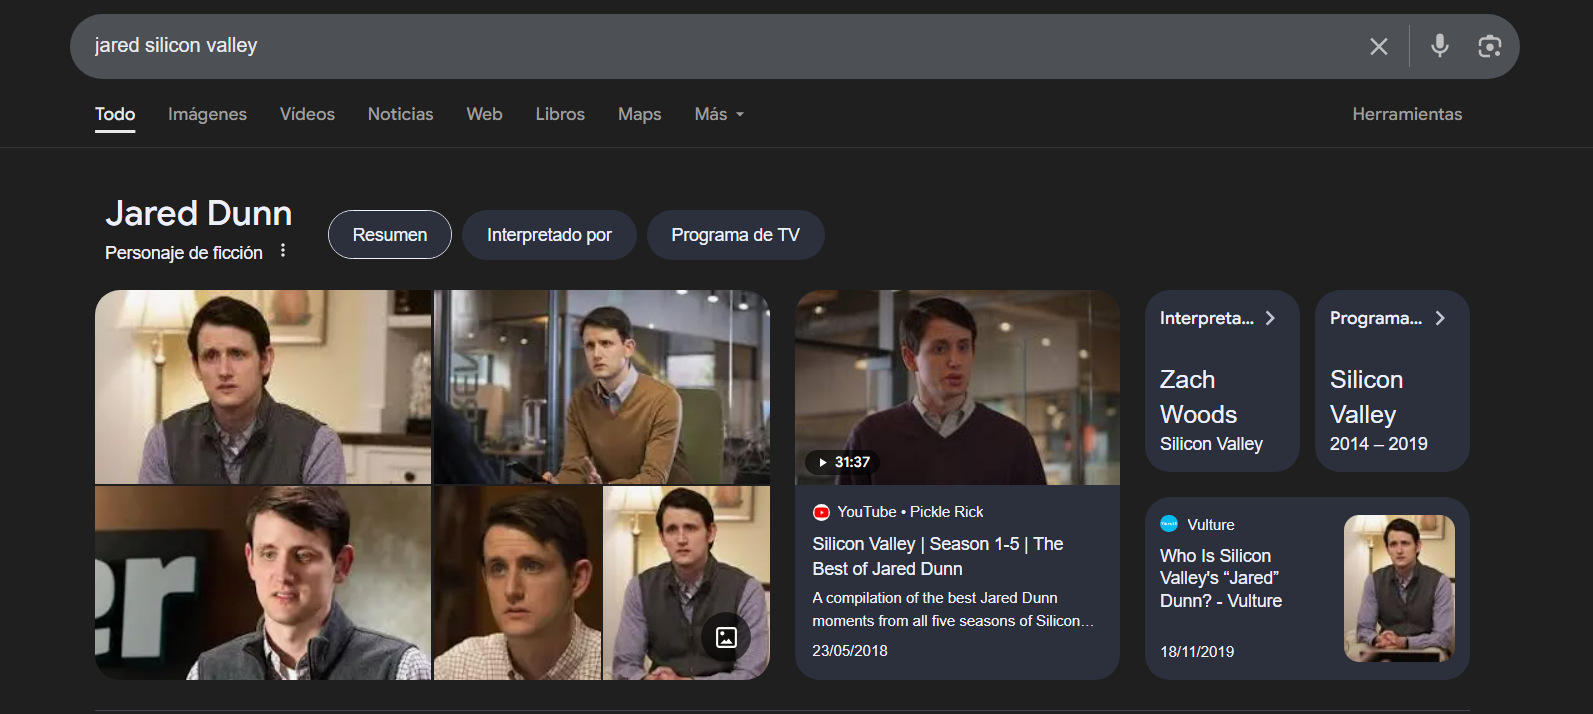 jared silicon valley
Todo
Imágenes
Vídeos
Noticias
Web
Libros
Maps
Más
Herramientas
Jared Dunn
Personaje de ficción
Resumen
Interpretado por
Programa de TV
er
31:37
YouTube • Pickle Rick
Silicon Valley | Season 1-5 | The
Best of Jared Dunn
A compilation of the best Jared Dunn
moments from all five seasons of Silicon...
23/05/2018
Interpreta...
Zach
Woods
Silicon Valley
Programa...
Silicon
Valley
2014 – 2019
Vulture
Who Is Silicon
Valley's “Jared”
Dunn? - Vulture
18/11/2019